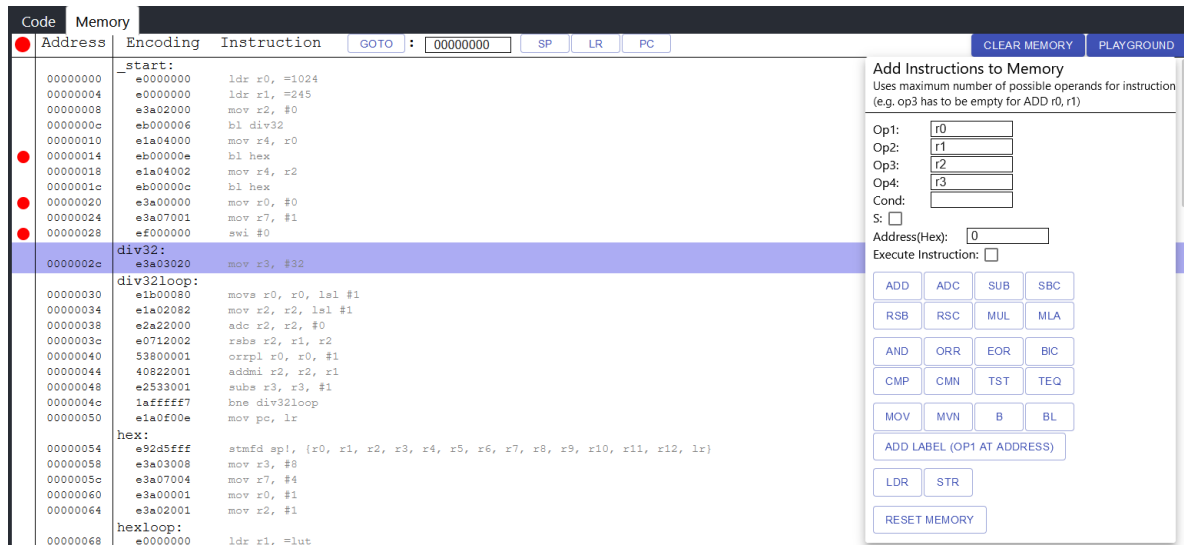 Code Memory
Address Encoding Instruction GOTO : 00000000 SP LR PC CLEAR MEMORY PLAYGROUND
_start:
00000000 e0000000 ldr r0, =1024
00000004 e0000000 ldr r1, =245
00000008 e3a02000 mov r2, #0
0000000c eb000006 bl div32
00000010 e1a04000 mov r4, r0
00000014 eb00000e bl hex
00000018 e1a04002 mov r4, r2
0000001c eb00000c bl hex
00000020 e3a00000 mov r0, #0
00000024 e3a07001 mov r7, #1
00000028 ef000000 swi #0
div32:
0000002c e3a03020 mov r3, #32
div32loop:
00000030 e1b00080 movs r0, r0, lsl #1
00000034 e1a02082 mov r2, r2, lsl #1
00000038 e2a22000 adc r2, r2, #0
0000003c e0712002 rsbs r2, r1, r2
00000040 53800001 orrpl r0, r0, #1
00000044 40822001 addmi r2, r2, r1
00000048 e2533001 subs r3, r3, #1
0000004c 1afffff7 bne div32loop
00000050 e1a0f00e mov pc, lr
hex:
00000054 e92d5fff stmfd sp!, {r0, r1, r2, r3, r4, r5, r6, r7, r8, r9, r10, r11, r12, lr}
00000058 e3a03008 mov r3, #8
0000005c e3a07004 mov r7, #4
00000060 e3a00001 mov r0, #1
00000064 e3a02001 mov r2, #1
hexloop:
00000068 e0000000 ldr r1, =lut
Add Instructions to Memory
Uses maximum number of possible operands for instruction
(e.g. op3 has to be empty for ADD r0, r1)
Op1: r0
Op2: r1
Op3: r2
Op4: r3
Cond:
S:
Address(Hex): 0
Execute Instruction:
ADD ADC SUB SBC
RSB RSC MUL MLA
AND ORR EOR BIC
CMP CMN TST TEQ
MOV MVN B BL
ADD LABEL (OP1 AT ADDRESS)
LDR STR
RESET MEMORY